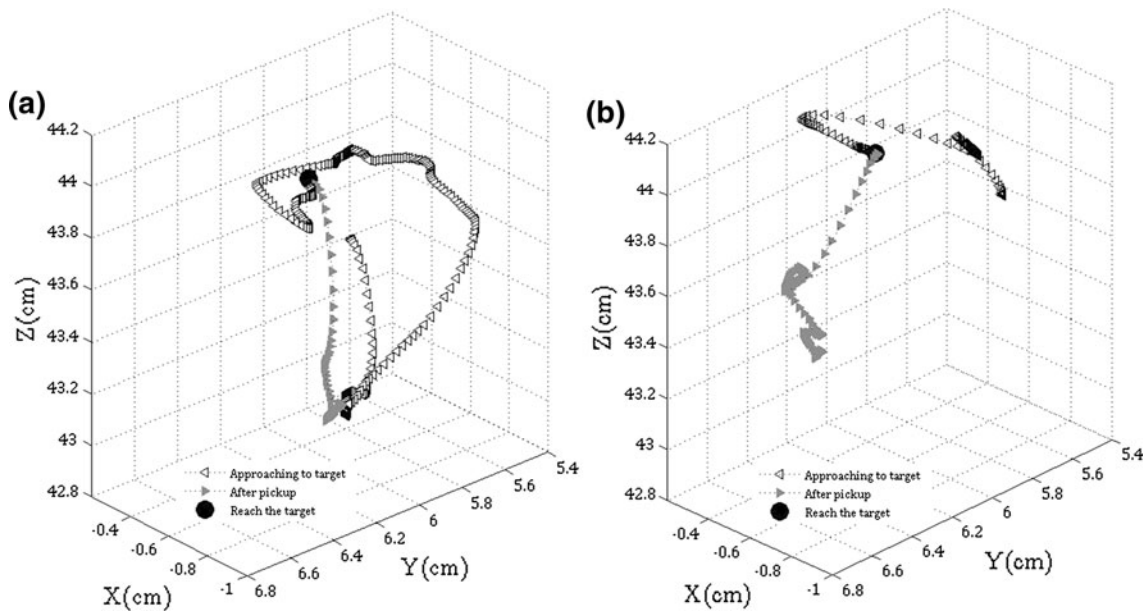 (a)
44.2
44
43.8
43.6
43.4
43.2
43
42.8
Z(cm)
-0.4
-0.6
-0.8
-1
X(cm)
6.8
6.6
6.4
6.2
6
5.8
5.6
5.4
Y(cm)
Approaching to target
After pickup
Reach the target
(b)
44.2
44
43.8
43.6
43.4
43.2
43
42.8
Z(cm)
-0.4
-0.6
-0.8
-1
X(cm)
6.8
6.6
6.4
6.2
6
5.8
5.6
5.4
Y(cm)
Approaching to target
After pickup
Reach the target